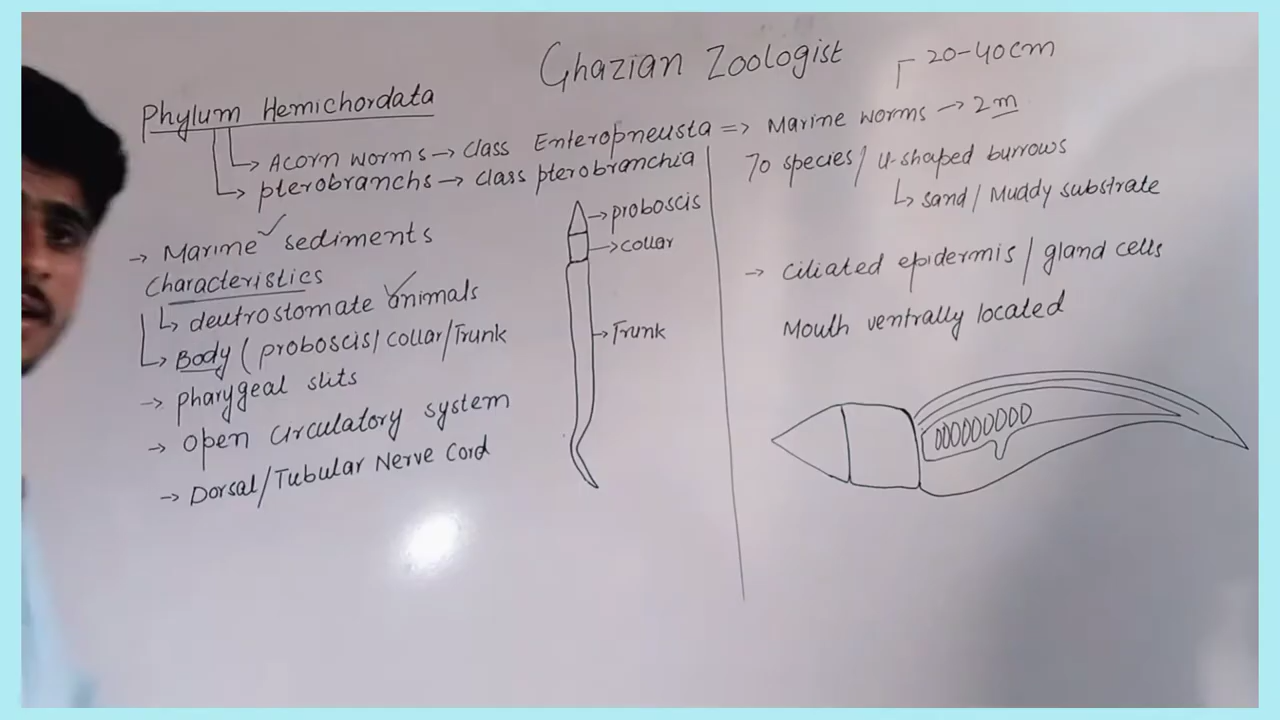 Ghazian Zoologist
Phylum Hemichordata
→ Acorn worms → class Enteropneusta => Marine worms → 2m
20-40cm
→ pterobranchs → class pterobranchia
→ Marine ✓ sediments
Characteristics
↳ deutrostomate animals
↳ Body ( proboscis / collar / Trunk
→ pharygeal slits
→ open circulatory system
→ Dorsal / Tubular Nerve Cord
→ proboscis
→ collar
→ Trunk
70 species / U-shaped burrows
↳ sand / Muddy substrate
→ ciliated epidermis / gland cells
Mouth ventrally located